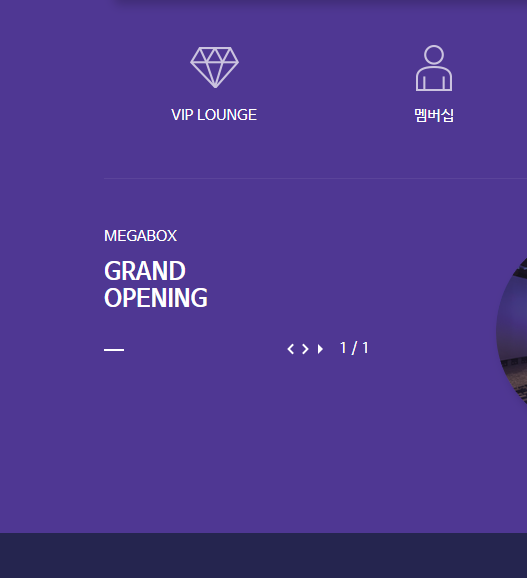 VIP LOUNGE
멤버십
MEGABOX
GRAND
OPENING
1 / 1